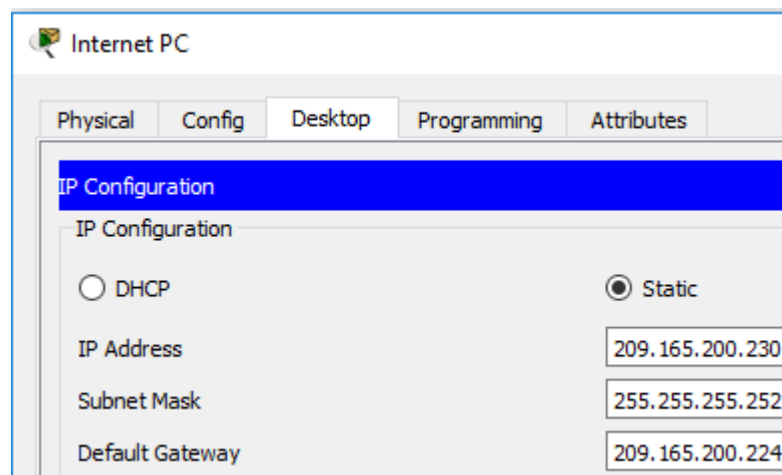 Internet PC
Physical Config Desktop Programming Attributes
IP Configuration
IP Configuration
DHCP Static
IP Address 209.165.200.230
Subnet Mask 255.255.255.252
Default Gateway 209.165.200.224